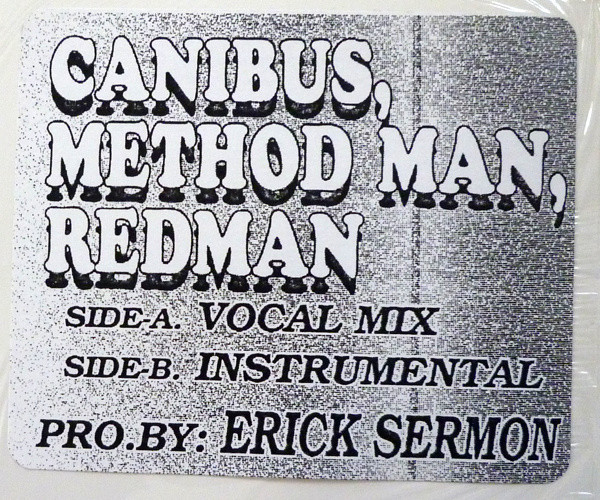 CANIBUS,
METHOD MAN,
REDMAN
SIDE-A. VOCAL MIX
SIDE-B. INSTRUMENTAL
PRO.BY: ERICK SERMON